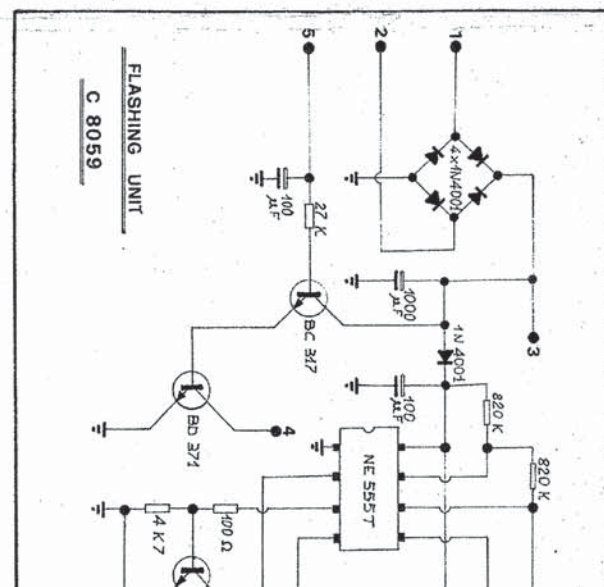 FLASHING UNIT
C 8059
5
2
1
4x1N4001
100
µF
27 K
1000
µF
3
BC 317
1N 4001
100
µF
820 K
BD 371
4
NE 555T
820 K
4 K7
100 Ω